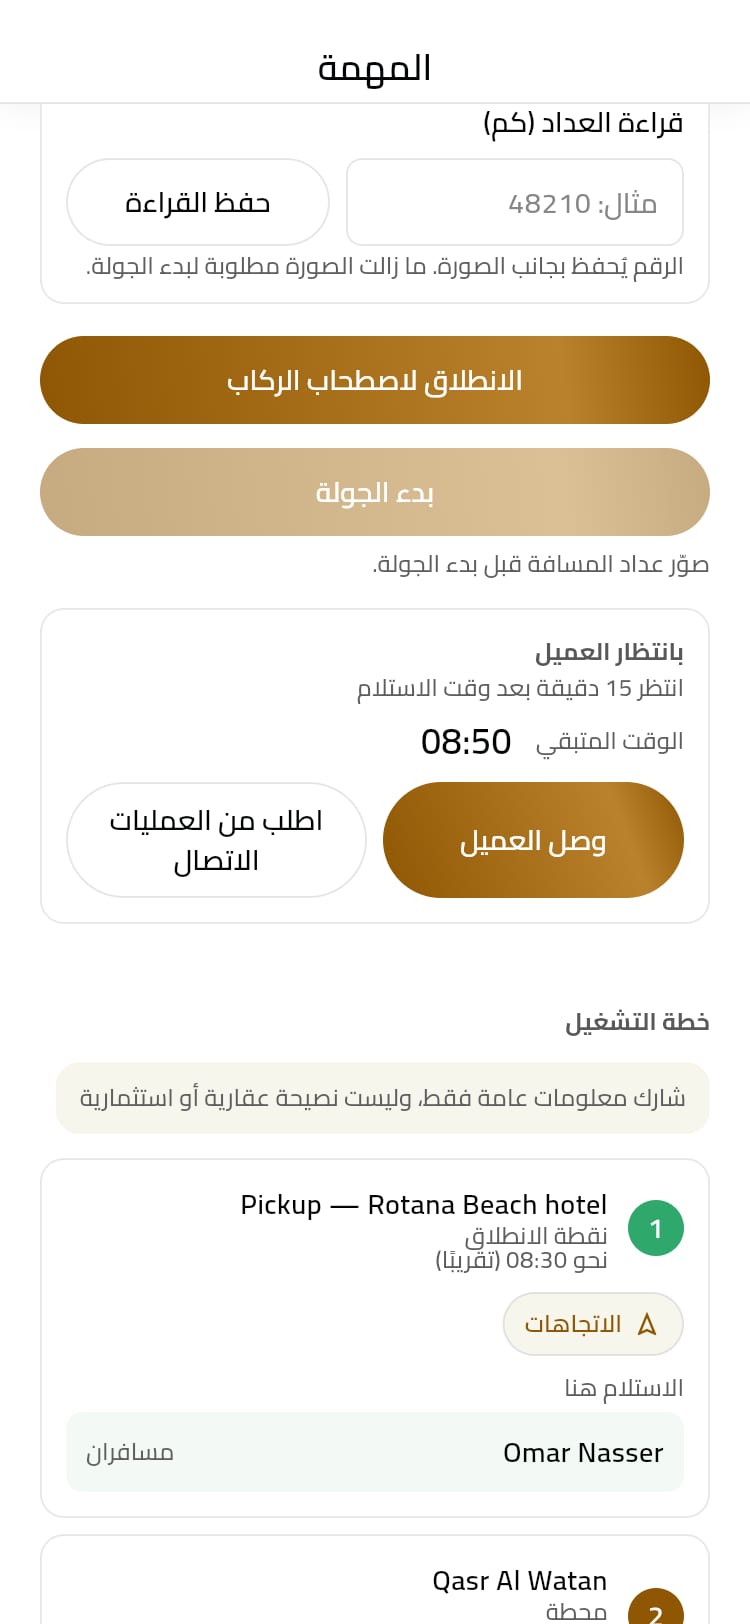 المهمة
قراءة العداد (كم)
مثال: 48210
حفظ القراءة
الرقم يُحفظ بجانب الصورة. ما زالت الصورة مطلوبة لبدء الجولة.
الانطلاق لاصطحاب الركاب
بدء الجولة
صوّر عداد المسافة قبل بدء الجولة.
بانتظار العميل
انتظر 15 دقيقة بعد وقت الاستلام
الوقت المتبقي 08:50
وصل العميل
اطلب من العمليات
الاتصال
خطة التشغيل
شارك معلومات عامة فقط، وليست نصيحة عقارية أو استثمارية
1
Pickup — Rotana Beach hotel
نقطة الانطلاق
نحو 08:30 (تقريبًا)
الاتجاهات
الاستلام هنا
Omar Nasser
مسافران
2
Qasr Al Watan
محطة